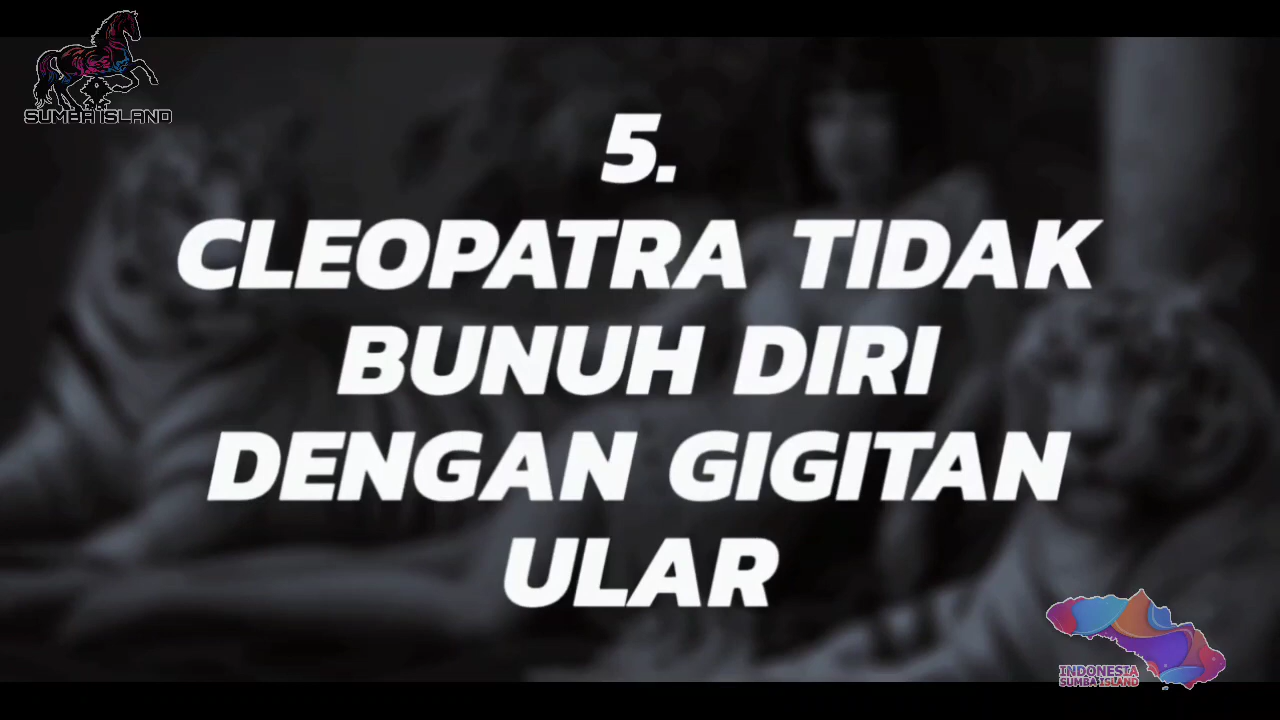 SUMBA ISLAND
5.
CLEOPATRA TIDAK
BUNUH DIRI
DENGAN GIGITAN
ULAR
INDONESIA
SUMBA ISLAND